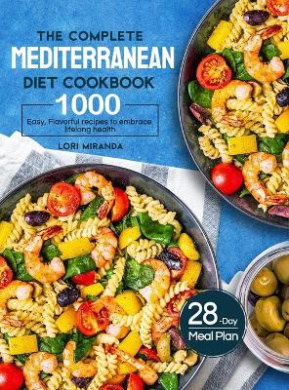 THE COMPLETE
MEDITERRANEAN
DIET COOKBOOK
1000
Easy, Flavorful recipes to embrace
lifelong health
LORI MIRANDA
28-Day
Meal Plan